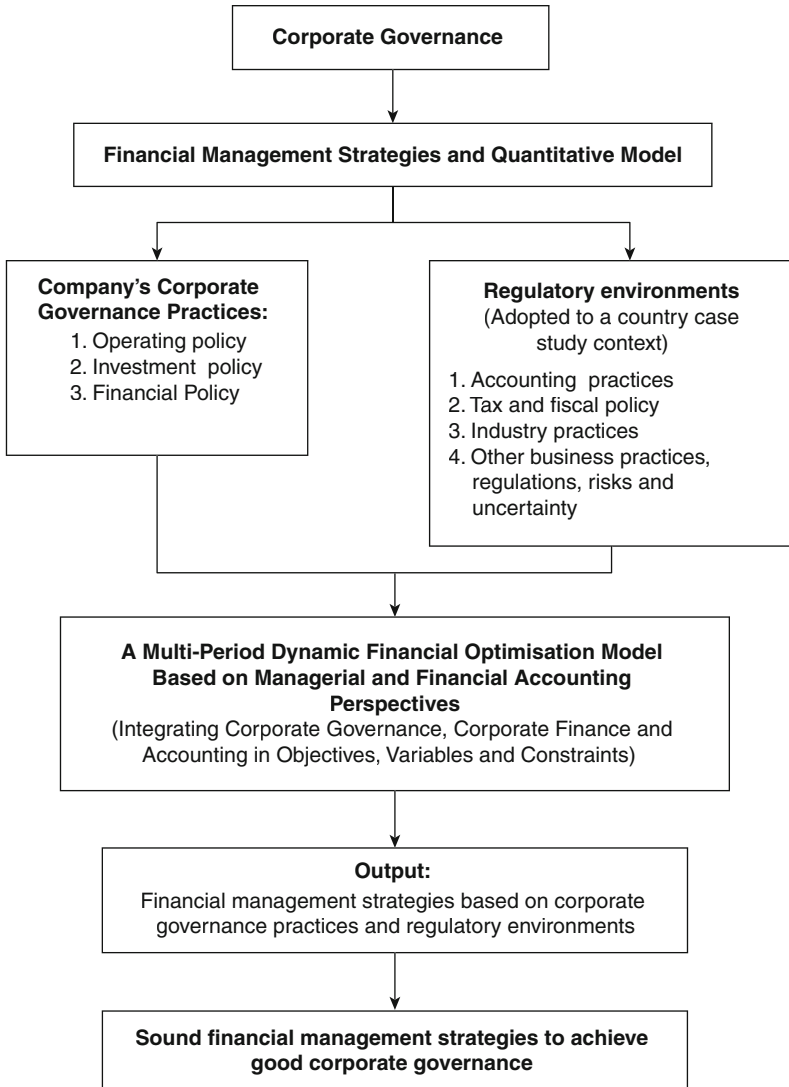 Corporate Governance
Financial Management Strategies and Quantitative Model
Company’s Corporate
Governance Practices:
1. Operating policy
2. Investment policy
3. Financial Policy
Regulatory environments
(Adopted to a country case
study context)
1. Accounting practices
2. Tax and fiscal policy
3. Industry practices
4. Other business practices,
regulations, risks and
uncertainty
A Multi-Period Dynamic Financial Optimisation Model
Based on Managerial and Financial Accounting
Perspectives
(Integrating Corporate Governance, Corporate Finance and
Accounting in Objectives, Variables and Constraints)
Output:
Financial management strategies based on corporate
governance practices and regulatory environments
Sound financial management strategies to achieve
good corporate governance